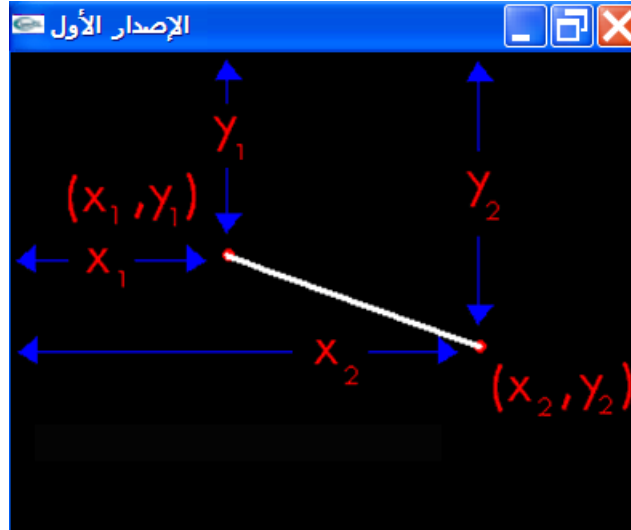 الإصدار الأول
y1
y2
(x1 ,y1)
x1
x2
(x2 ,y2)